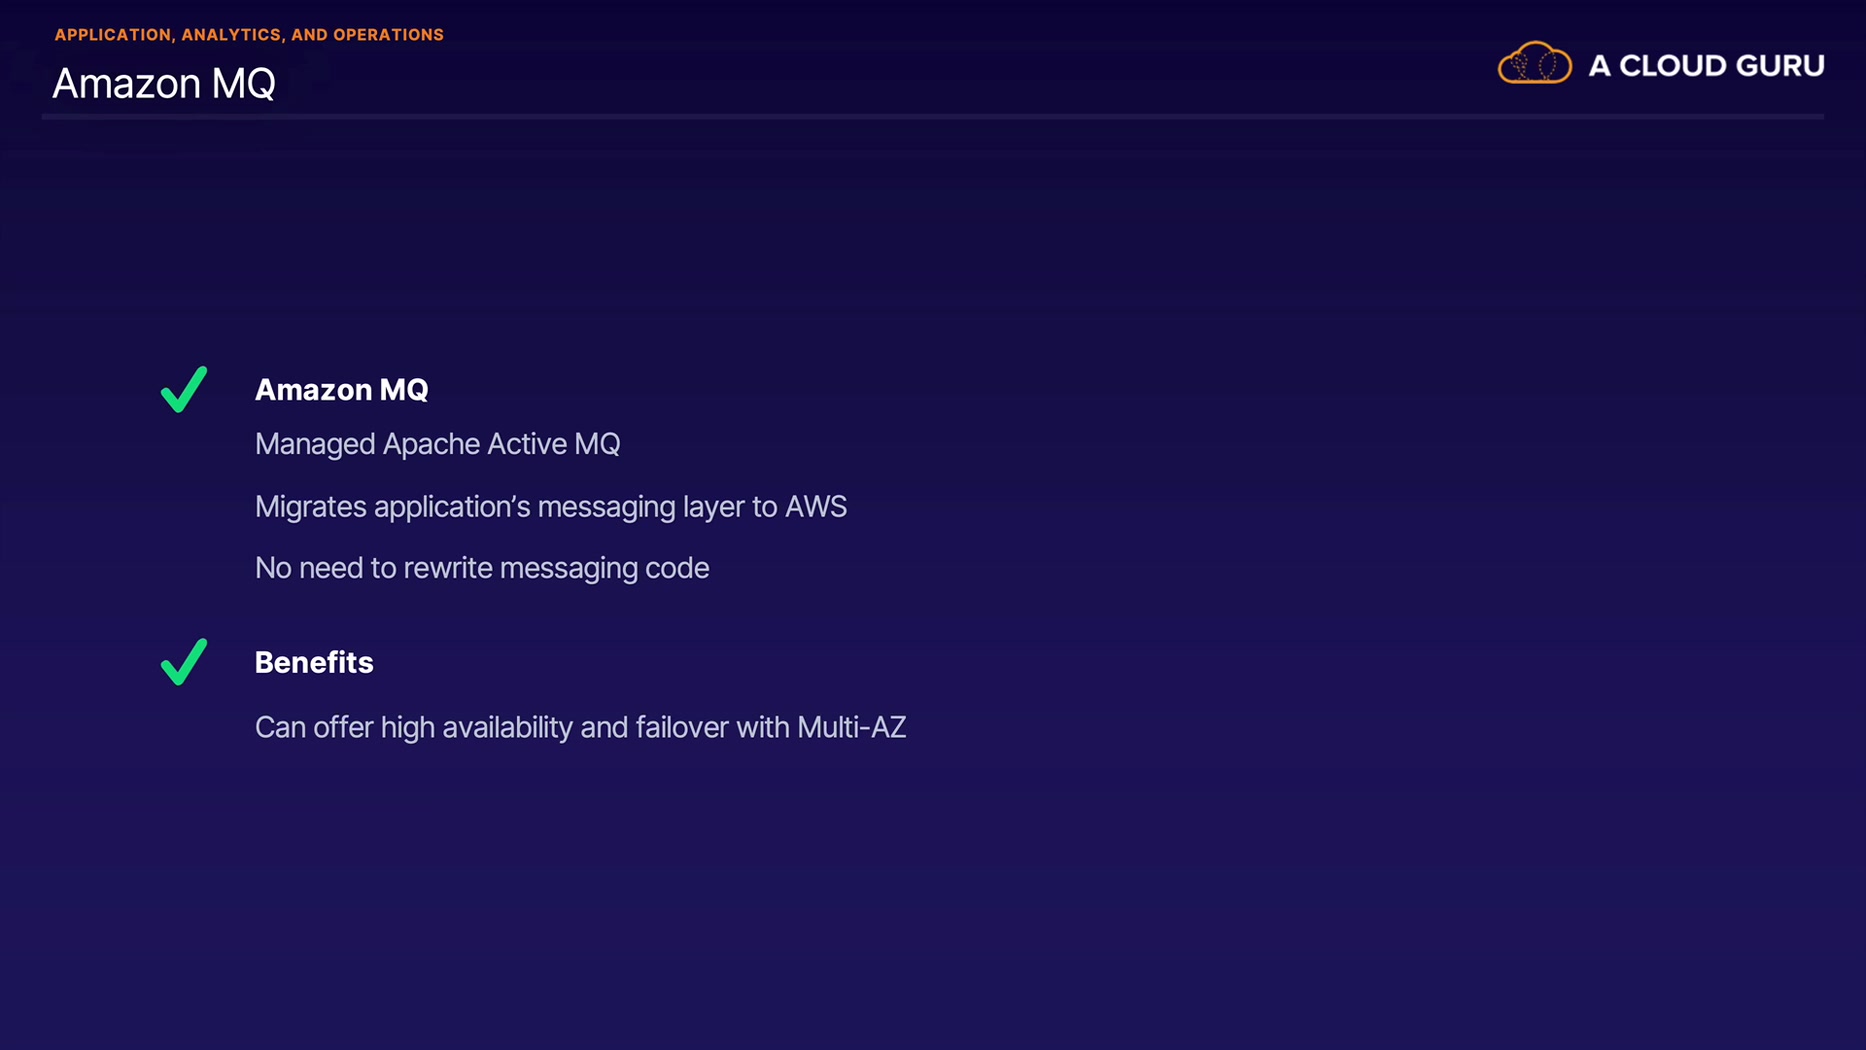 APPLICATION, ANALYTICS, AND OPERATIONS
Amazon MQ
A CLOUD GURU
Amazon MQ
Managed Apache Active MQ
Migrates application’s messaging layer to AWS
No need to rewrite messaging code
Benefits
Can offer high availability and failover with Multi-AZ